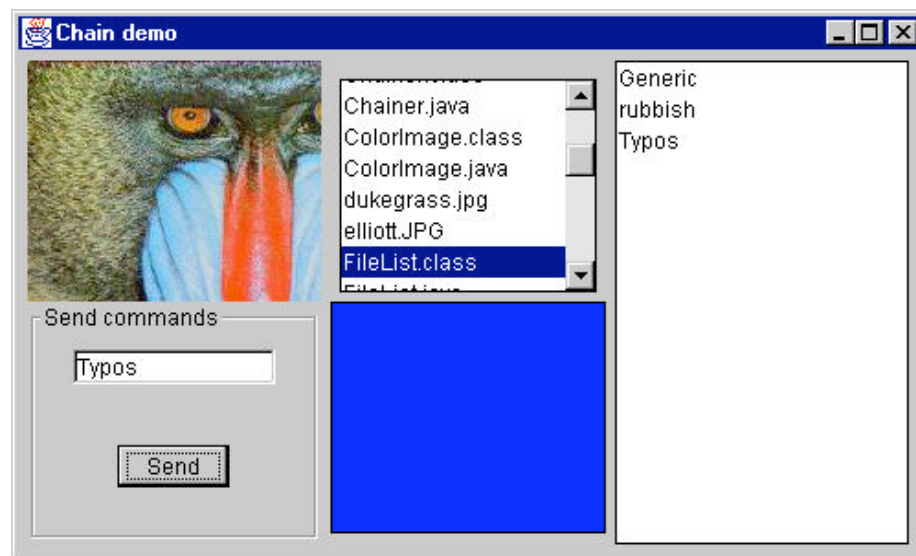 Chain demo
Chainer.java
ColorImage.class
ColorImage.java
dukegrass.jpg
elliott.JPG
FileList.class
Generic
rubbish
Typos
Send commands
Typos
Send